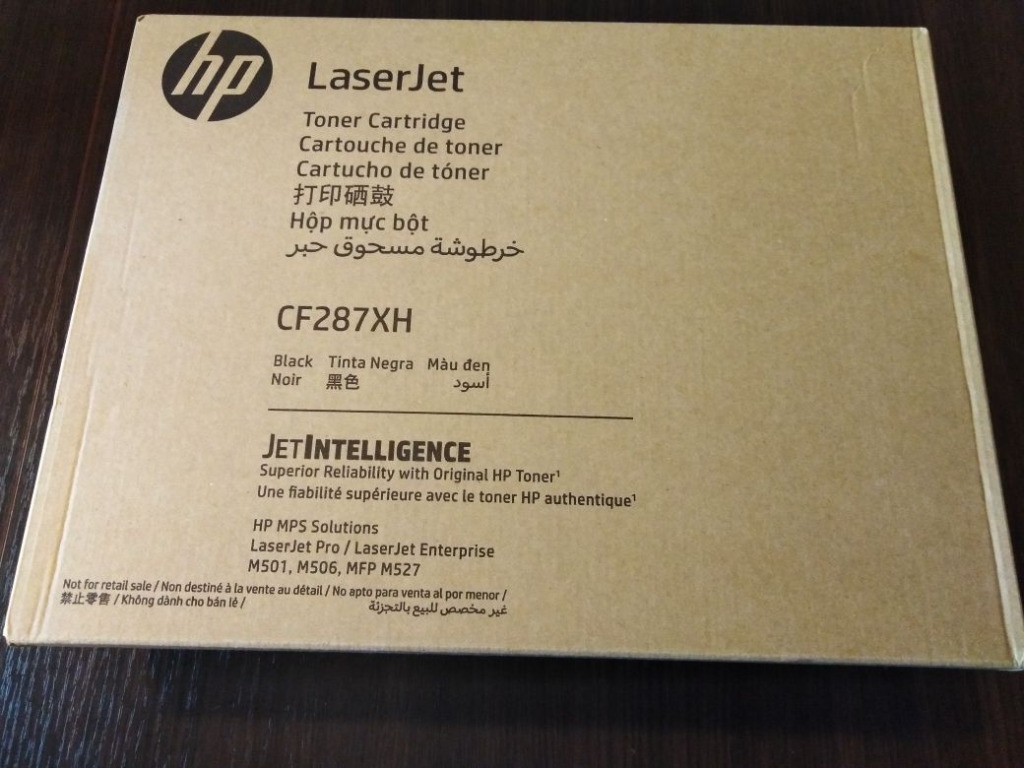 hp
LaserJet
Toner Cartridge
Cartouche de toner
Cartucho de tóner
打印硒鼓
Hộp mực bột
خرطوشة مسحوق حبر
CF287XH
Black Tinta Negra Màu đen
Noir 黑色 أسود
JETINTELLIGENCE
Superior Reliability with Original HP Toner¹
Une fiabilité supérieure avec le toner HP authentique¹
HP MPS Solutions
LaserJet Pro / LaserJet Enterprise
M501, M506, MFP M527
Not for retail sale / Non destiné à la vente au détail / No apto para venta al por menor /
禁止零售 / Không dành cho bán lẻ / غير مخصص للبيع بالتجزئة